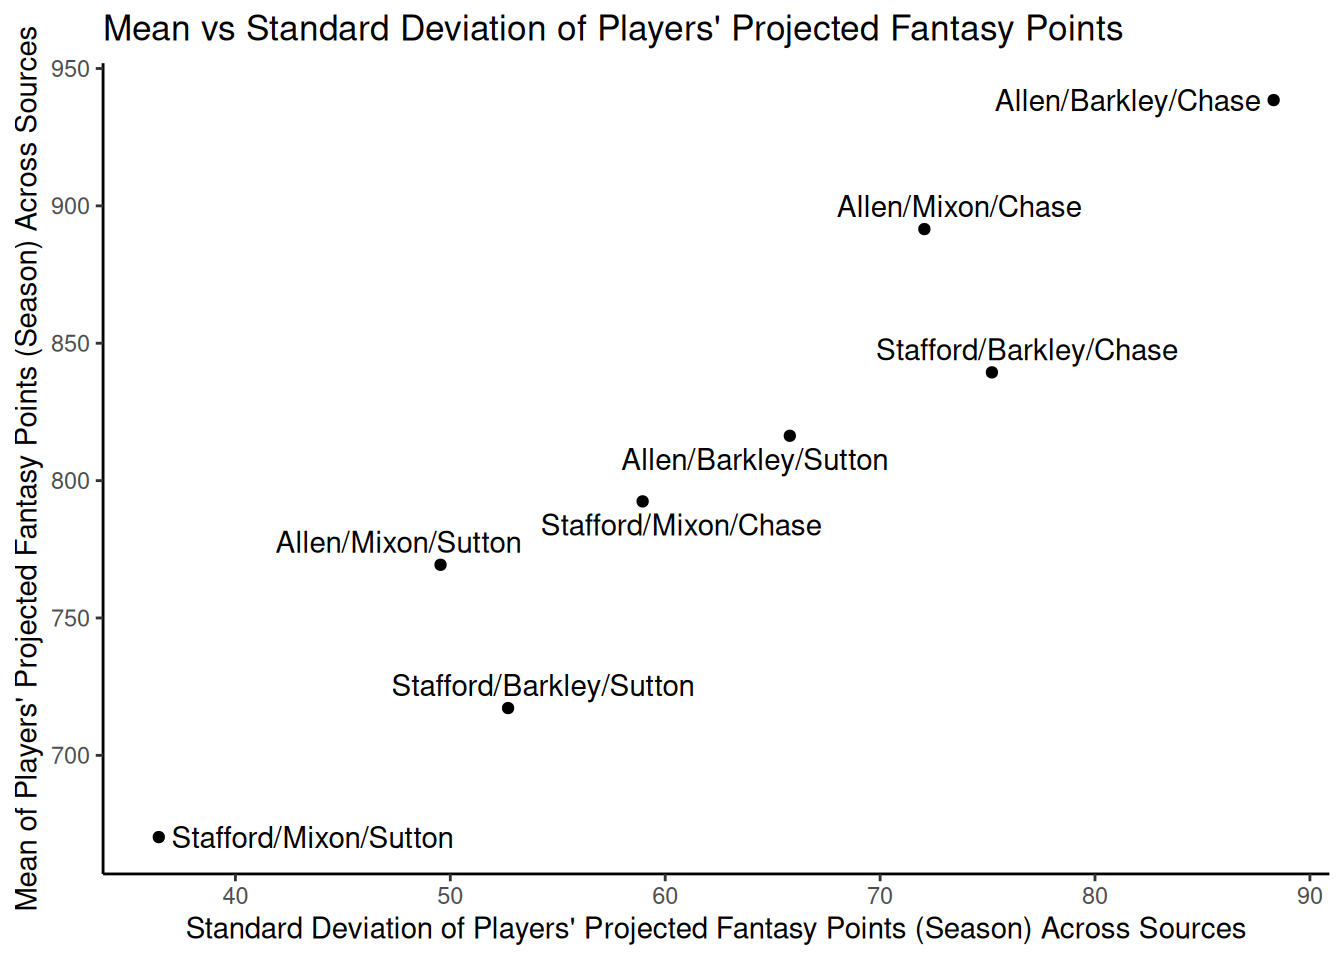 Mean vs Standard Deviation of Players' Projected Fantasy Points
Mean of Players' Projected Fantasy Points (Season) Across Sources
950
900
850
800
750
700
Allen/Barkley/Chase
Allen/Mixon/Chase
Stafford/Barkley/Chase
Allen/Barkley/Sutton
Stafford/Mixon/Chase
Allen/Mixon/Sutton
Stafford/Barkley/Sutton
Stafford/Mixon/Sutton
40 50 60 70 80 90
Standard Deviation of Players' Projected Fantasy Points (Season) Across Sources